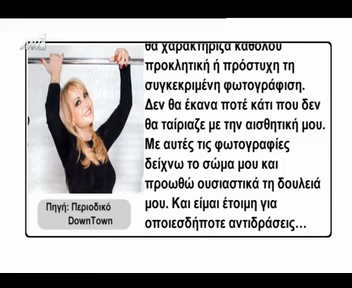 ANT1
θα χαρακτήριζα καθόλου
προκλητική ή πρόστυχη τη
συγκεκριμένη φωτογράφιση.
Δεν θα έκανα ποτέ κάτι που δεν
θα ταίριαζε με την αισθητική μου.
Με αυτές τις φωτογραφίες
δείχνω το σώμα μου και
προωθώ ουσιαστικά τη δουλειά
μου. Και είμαι έτοιμη για
οποιεσδήποτε αντιδράσεις...
Πηγή: Περιοδικό
DownTown